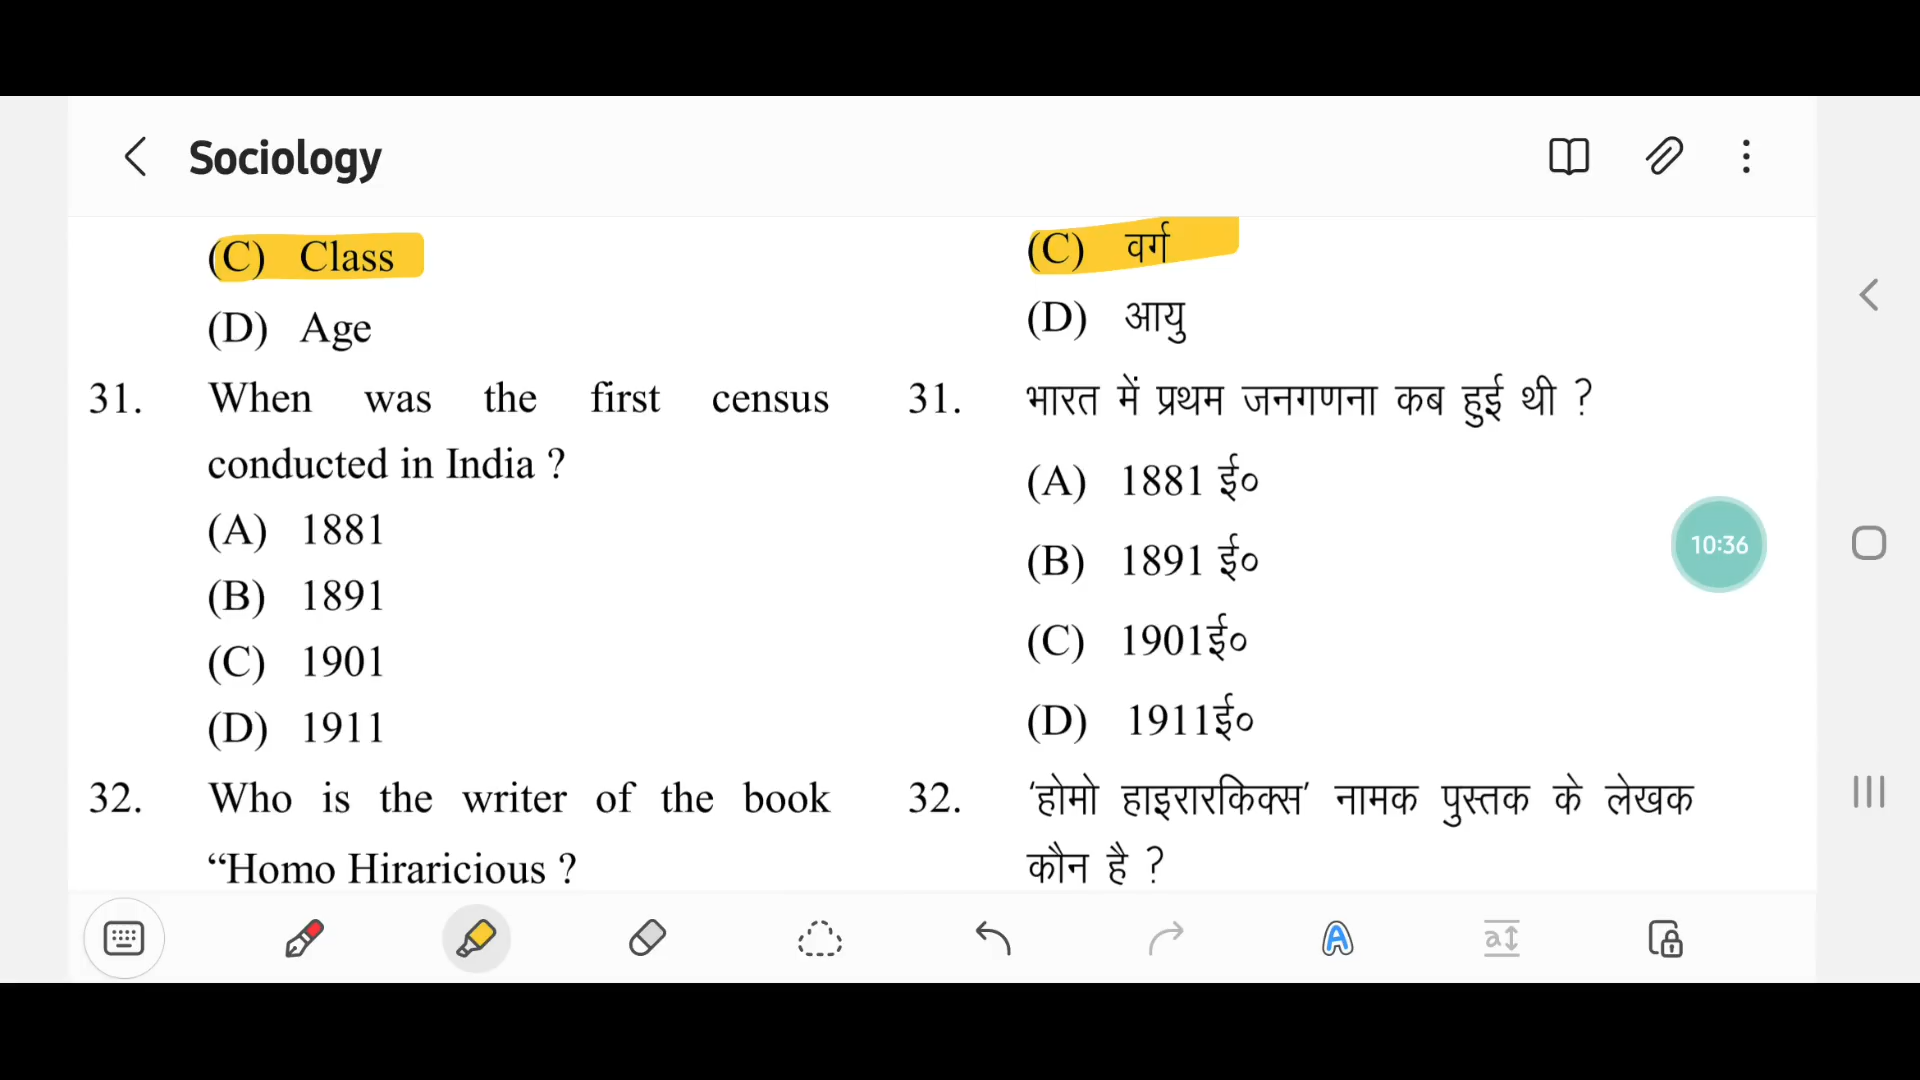 Sociology
(C) Class
(D) Age
31. When was the first census
conducted in India ?
(A) 1881
(B) 1891
(C) 1901
(D) 1911
32. Who is the writer of the book
“Homo Hiraricious ?
(C) वर्ग
(D) आयु
31. भारत में प्रथम जनगणना कब हुई थी ?
(A) 1881 ई०
(B) 1891 ई०
(C) 1901ई०
(D) 1911ई०
32. ‘होमो हाइरारकिक्स’ नामक पुस्तक के लेखक
कौन है ?
10:36